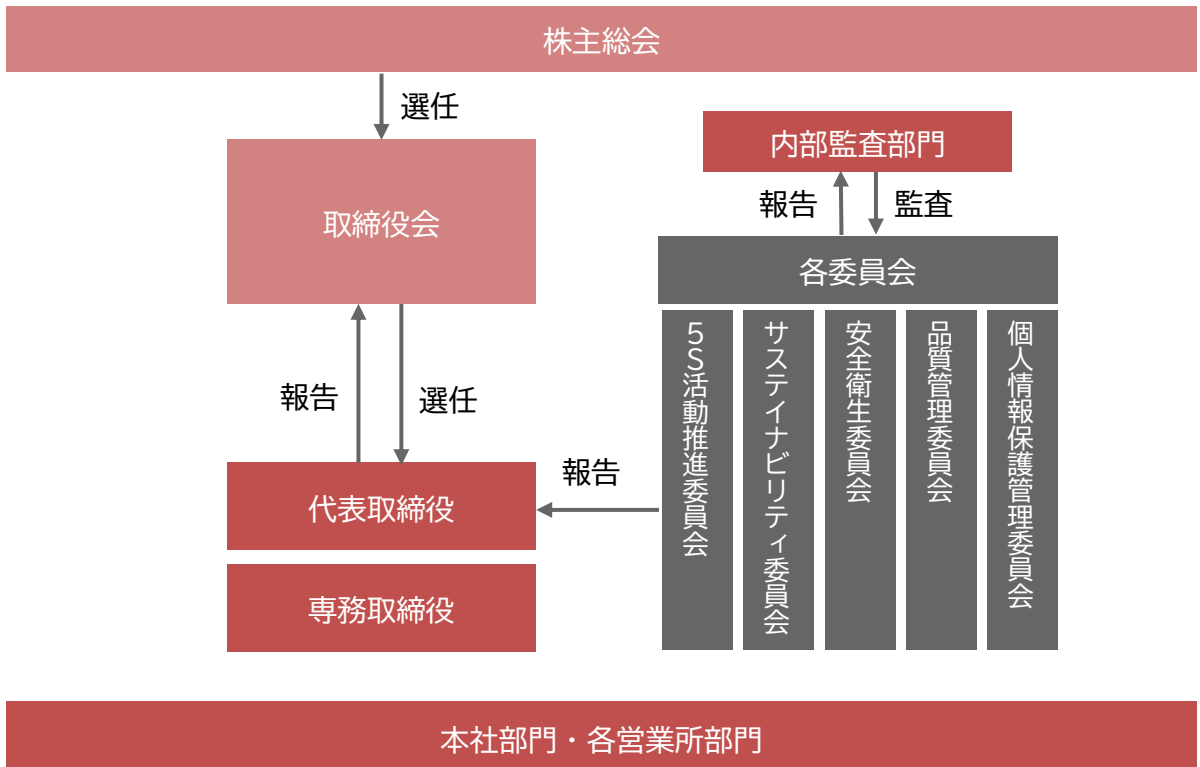 株主総会
選任
取締役会
報告
選任
代表取締役
専務取締役
内部監査部門
報告
監査
各委員会
報告
５Ｓ活動推進委員会
サステイナビリティ委員会
安全衛生委員会
品質管理委員会
個人情報保護管理委員会
本社部門・各営業所部門